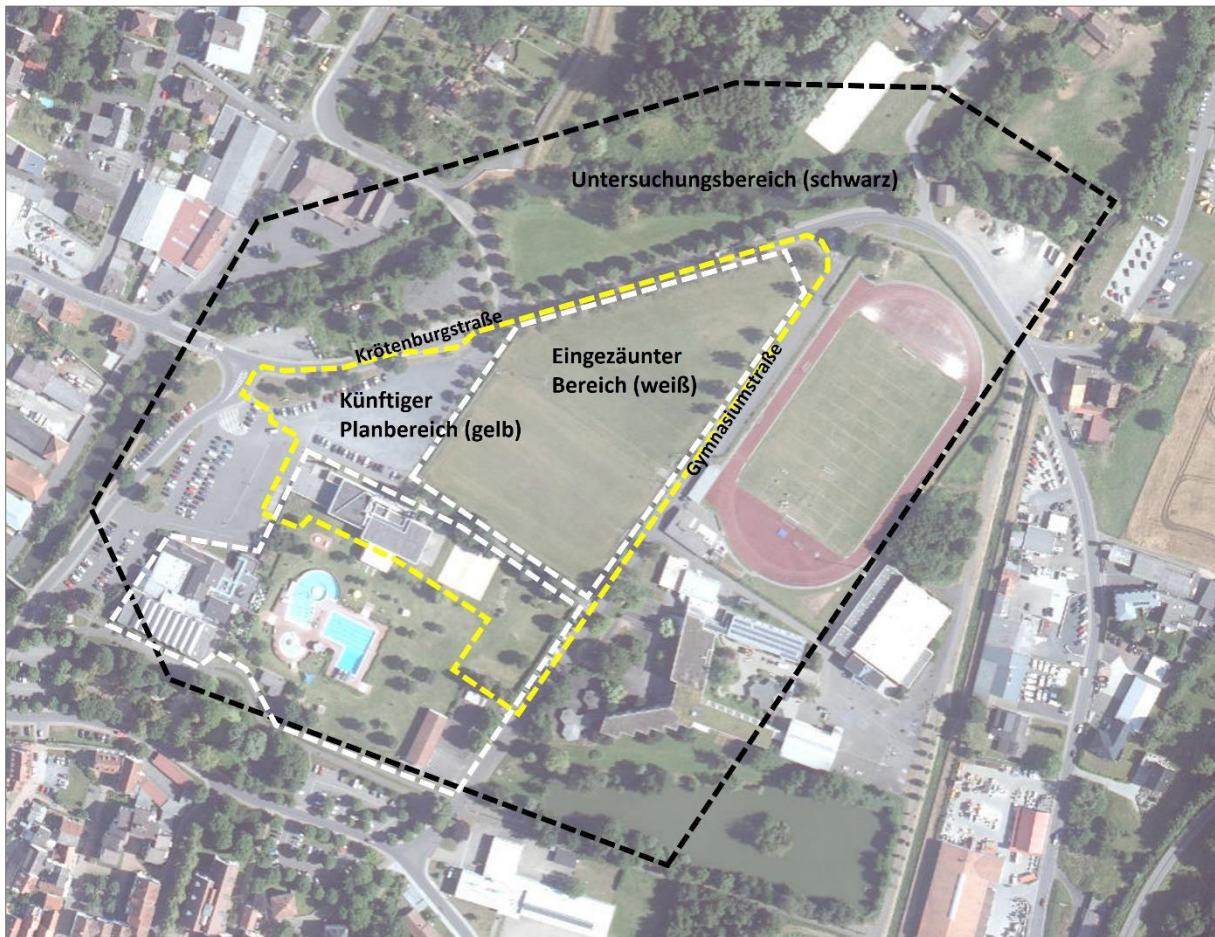 Untersuchungsbereich (schwarz)
Krötenburgstraße
Eingezäunter
Bereich (weiß)
Gymnasiumstraße
Künftiger
Planbereich (gelb)